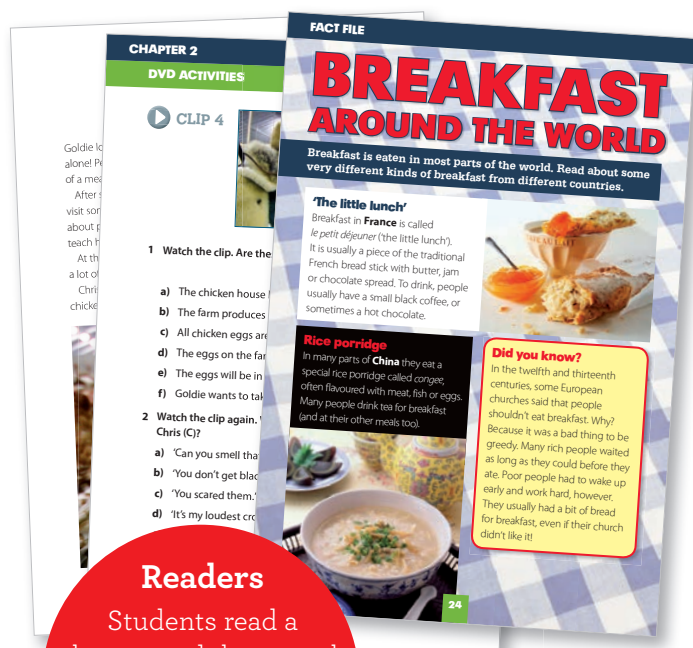 Goldie
alone!
of a
After
visit
about
teach
At
a lot
Chri
CHAPTER 2
DVD ACTIVITIES
CLIP 4
1 Watch the clip. Are the
a) The chicken house
b) The farm produces
c) All chicken eggs are
d) The eggs on the
e) The eggs will be in
f) Goldie wants to
2 Watch the clip again.
Chris (C)?
a) 'Can you smell that
b) 'You don't get
c) 'You scared them.'
d) 'It's my loudest
FACT FILE
BREAKFAST
AROUND THE WORLD
Breakfast is eaten in most parts of the world. Read about some
very different kinds of breakfast from different countries.
'The little lunch'
Breakfast in France is called
le petit déjeuner ('the little lunch').
It is usually a piece of the traditional
French bread stick with butter, jam
or chocolate spread. To drink, people
usually have a small black coffee, or
sometimes a hot chocolate.
Rice porridge
In many parts of China they eat a
special rice porridge called congee,
often flavoured with meat, fish or eggs.
Many people drink tea for breakfast
(and at their other meals too).
Did you know?
In the twelfth and thirteenth
centuries, some European
churches said that people
shouldn't eat breakfast. Why?
Because it was a bad thing to be
greedy. Many rich people waited
as long as they could before they
ate. Poor people had to wake up
early and work hard, however.
They usually had a bit of bread
for breakfast, even if their church
didn't like it!
24
Readers
Students read a